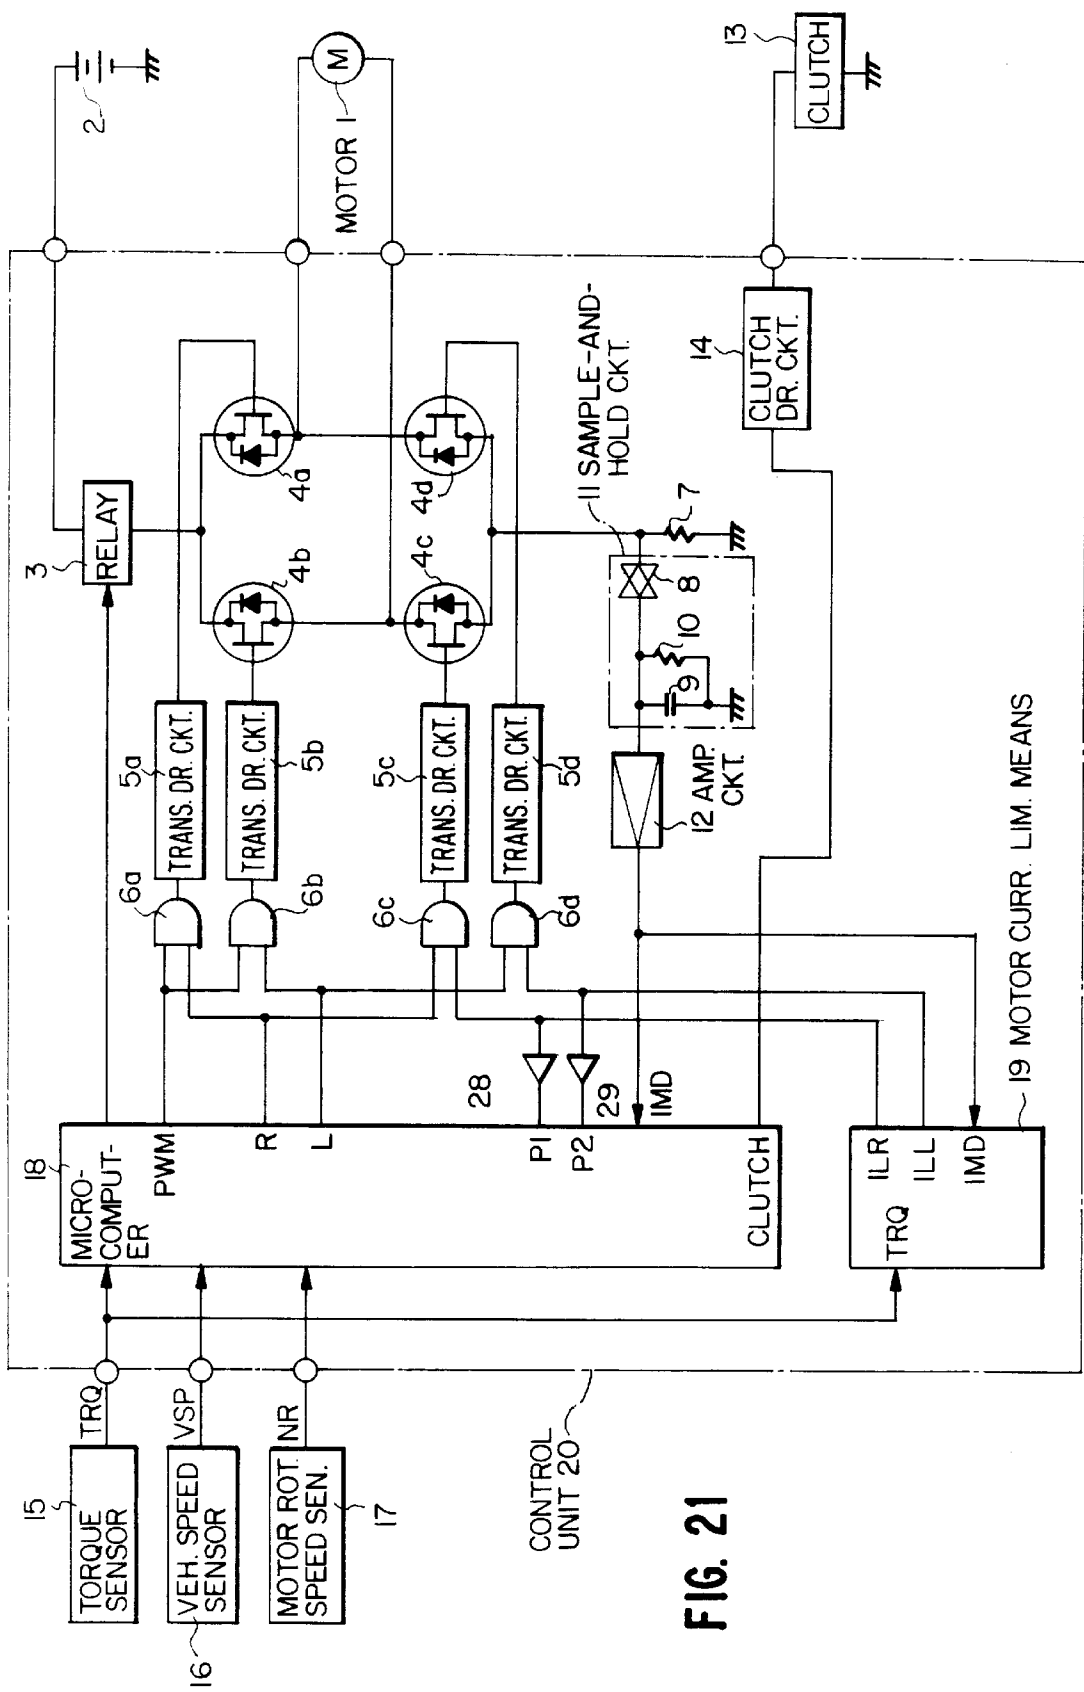 15
TORQUE
SENSOR
TRQ
16
VEH. SPEED
SENSOR
VSP
MOTOR ROT.
SPEED SEN.
NR
17
CONTROL
UNIT 20
18
MICRO-
COMPUT-
ER
PWM
R
L
P1
P2
IMD
CLUTCH
28
29
TRQ
ILR
ILL
IMD
19 MOTOR CURR. LIM. MEANS
6a
6b
6c
6d
5a
TRANS. DR. CKT.
TRANS. DR. CKT.
5b
5c
TRANS. DR. CKT.
TRANS. DR. CKT.
5d
3
RELAY
4a
4b
4c
4d
2
M
MOTOR 1
11 SAMPLE-AND-
HOLD CKT.
7
8
10
9
12 AMP.
CKT.
14
CLUTCH
DR. CKT.
13
CLUTCH
FIG. 21